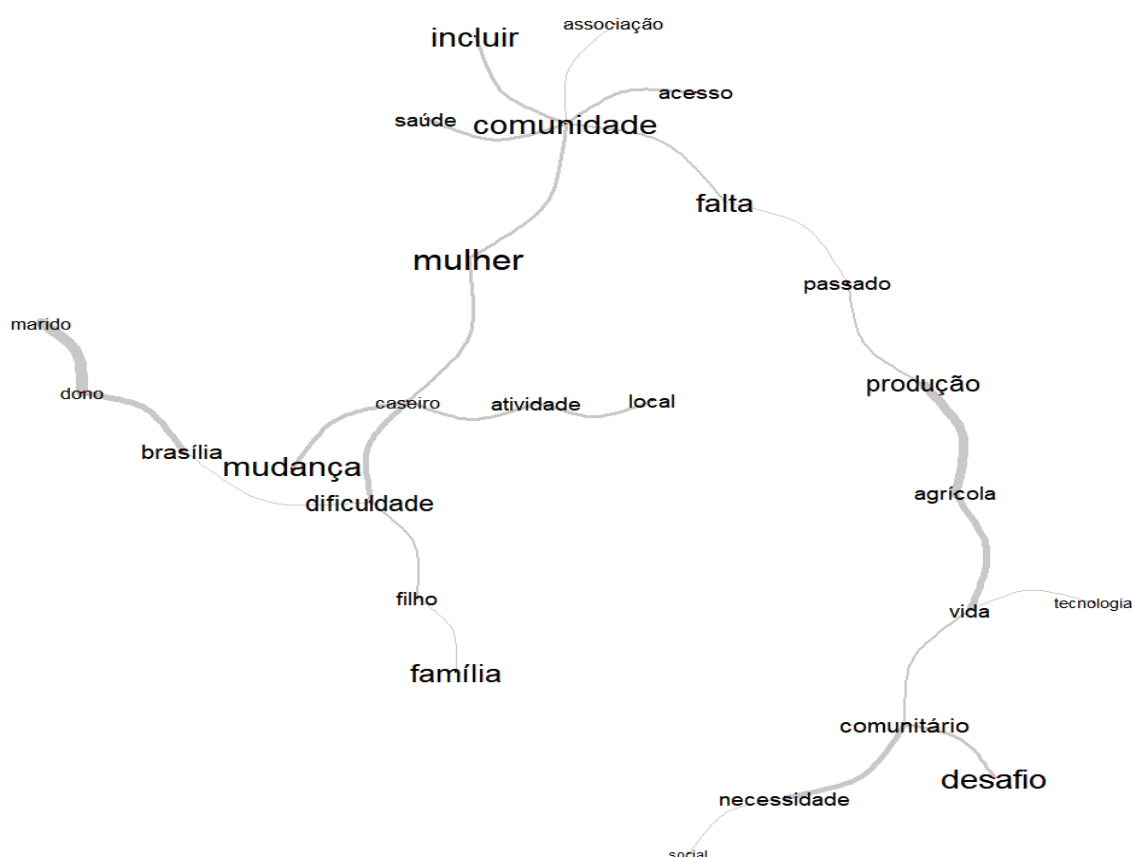 associação
incluir
acesso
saúde
comunidade
falta
mulher
passado
marido
produção
dono
caseiro
atividade
local
brasília
mudança
agrícola
dificuldade
filho
tecnologia
vida
família
comunitário
desafio
necessidade
social